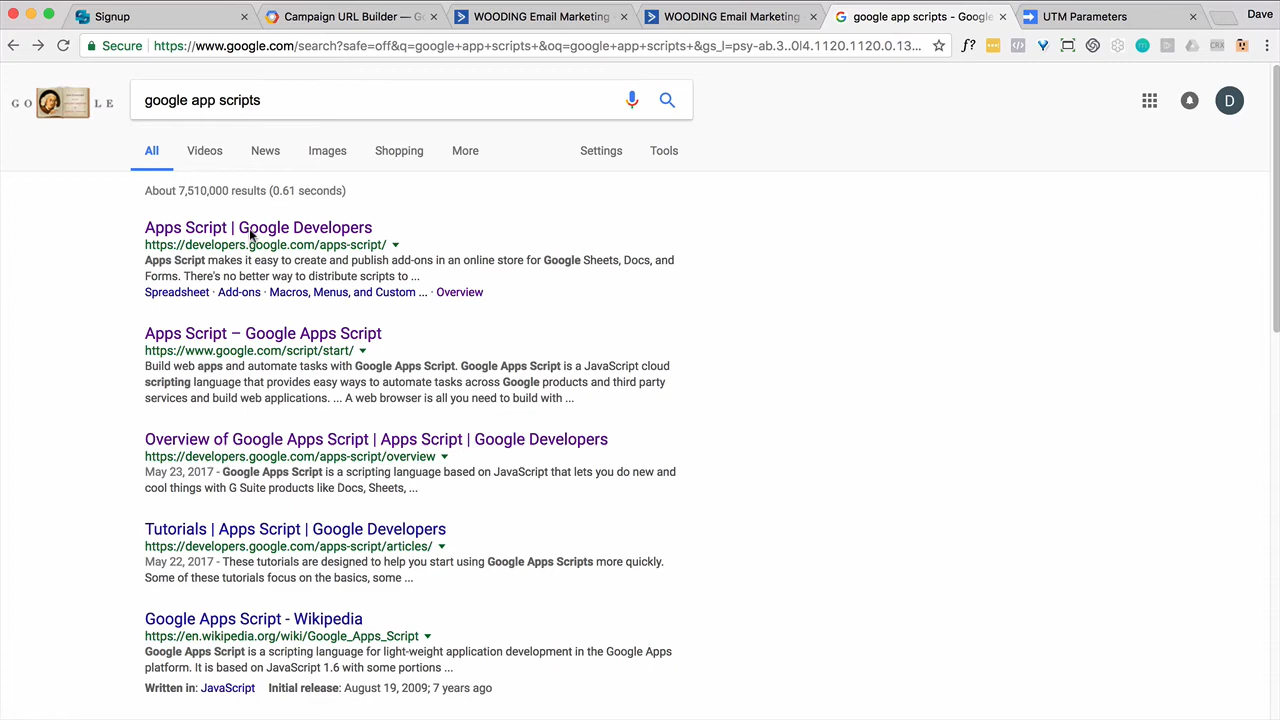 Signup
Campaign URL Builder — Go
WOODING Email Marketing
WOODING Email Marketing
google app scripts - Google
UTM Parameters
Dave
Secure
https://www.google.com/search?safe=off&q=google+app+scripts+&oq=google+app+scripts+&gs_l=psy-ab.3..0l4.1120.1120.0.13...
f?
CRX
G O LE
google app scripts
D
All
Videos
News
Images
Shopping
More
Settings
Tools
About 7,510,000 results (0.61 seconds)
Apps Script | Google Developers
https://developers.google.com/apps-script/
Apps Script makes it easy to create and publish add-ons in an online store for Google Sheets, Docs, and
Forms. There's no better way to distribute scripts to ...
Spreadsheet · Add-ons · Macros, Menus, and Custom ... · Overview
Apps Script – Google Apps Script
https://www.google.com/script/start/
Build web apps and automate tasks with Google Apps Script. Google Apps Script is a JavaScript cloud
scripting language that provides easy ways to automate tasks across Google products and third party
services and build web applications. ... A web browser is all you need to build with ...
Overview of Google Apps Script | Apps Script | Google Developers
https://developers.google.com/apps-script/overview
May 23, 2017 - Google Apps Script is a scripting language based on JavaScript that lets you do new and
cool things with G Suite products like Docs, Sheets, ...
Tutorials | Apps Script | Google Developers
https://developers.google.com/apps-script/articles/
May 22, 2017 - These tutorials are designed to help you start using Google Apps Scripts more quickly.
Some of these tutorials focus on the basics, some ...
Google Apps Script - Wikipedia
https://en.wikipedia.org/wiki/Google_Apps_Script
Google Apps Script is a scripting language for light-weight application development in the Google Apps
platform. It is based on JavaScript 1.6 with some portions ...
Written in: JavaScript Initial release: August 19, 2009; 7 years ago